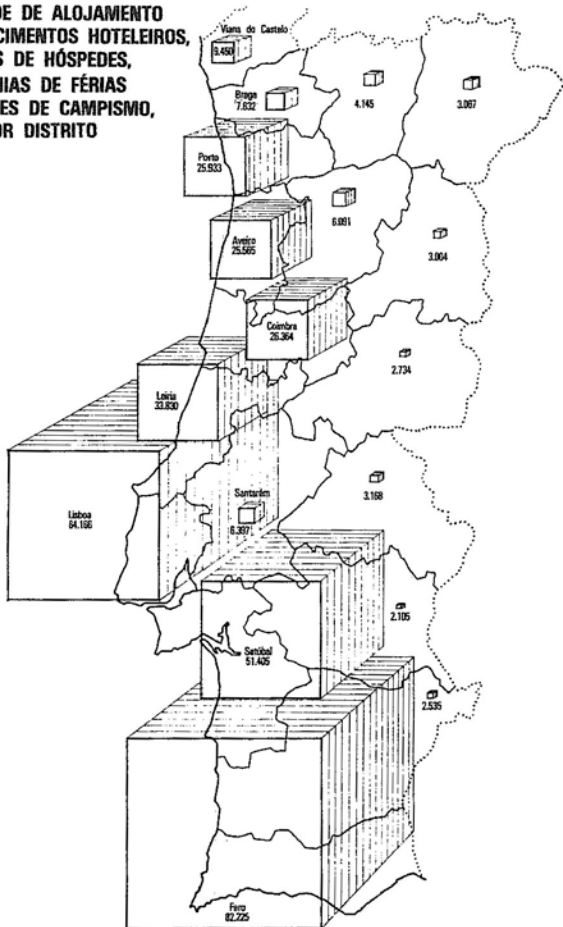 DE DE ALOJAMENTO
CIMENTOS HOTELEIROS,
S DE HÓSPEDES,
NIAS DE FÉRIAS
ES DE CAMPISMO,
OR DISTRITO
Viana do Castelo
9.450
Braga
7.832
4.145
3.067
Porto
25.933
6.091
Aveiro
25.565
3.064
Coimbra
26.364
2.734
Leiria
33.830
3.168
Lisboa
64.166
Santarém
6.397
2.105
Setúbal
51.405
2.535
Faro
82.225